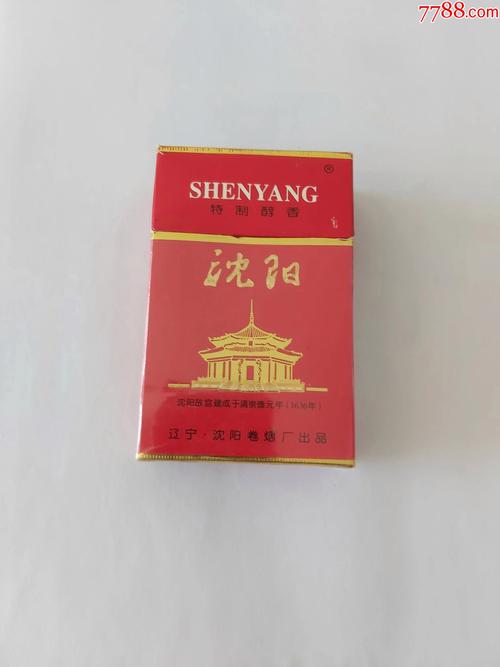 7788.com
®
SHENYANG
特制醇香
沈阳
沈阳故宫建成于清崇德元年（1636年）
辽宁·沈阳卷烟厂出品